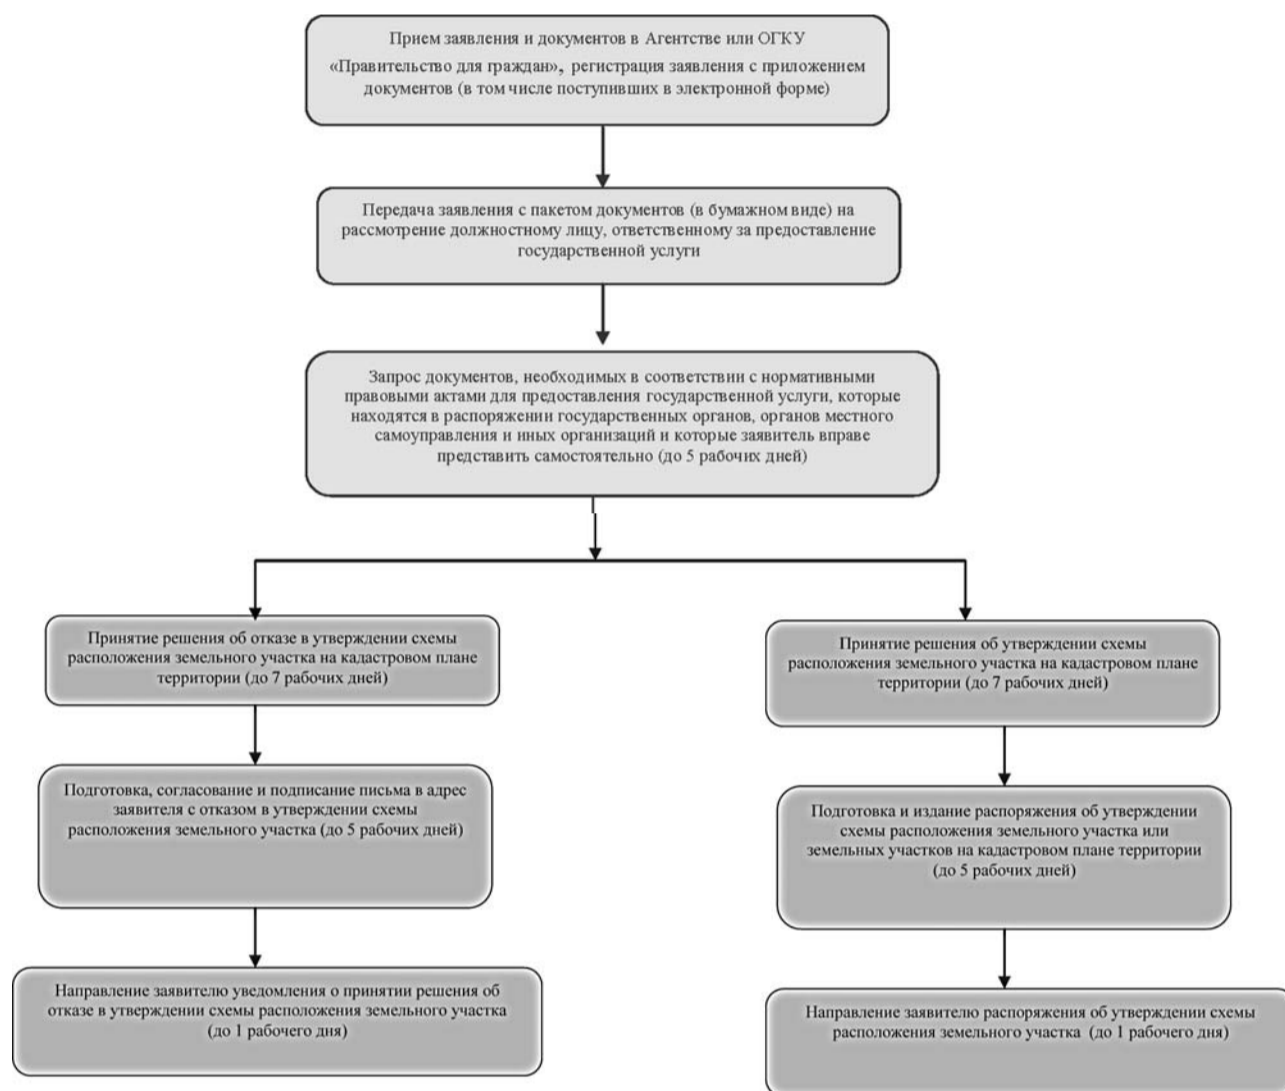 Прием заявления и документов в Агентстве или ОГКУ
«Правительство для граждан», регистрация заявления с приложением
документов (в том числе поступивших в электронной форме)
Передача заявления с пакетом документов (в бумажном виде) на
рассмотрение должностному лицу, ответственному за предоставление
государственной услуги
Запрос документов, необходимых в соответствии с нормативными
правовыми актами для предоставления государственной услуги, которые
находятся в распоряжении государственных органов, органов местного
самоуправления и иных организаций и которые заявитель вправе
представить самостоятельно (до 5 рабочих дней)
Принятие решения об отказе в утверждении схемы
расположения земельного участка на кадастровом плане
территории (до 7 рабочих дней)
Подготовка, согласование и подписание письма в адрес
заявителя с отказом в утверждении схемы
расположения земельного участка (до 5 рабочих дней)
Направление заявителю уведомления о принятии решения об
отказе в утверждении схемы расположения земельного участка
(до 1 рабочего дня)
Принятие решения об утверждении схемы
расположения земельного участка на кадастровом плане
территории (до 7 рабочих дней)
Подготовка и издание распоряжения об утверждении
схемы расположения земельного участка или
земельных участков на кадастровом плане территории
(до 5 рабочих дней)
Направление заявителю распоряжения об утверждении схемы
расположения земельного участка (до 1 рабочего дня)